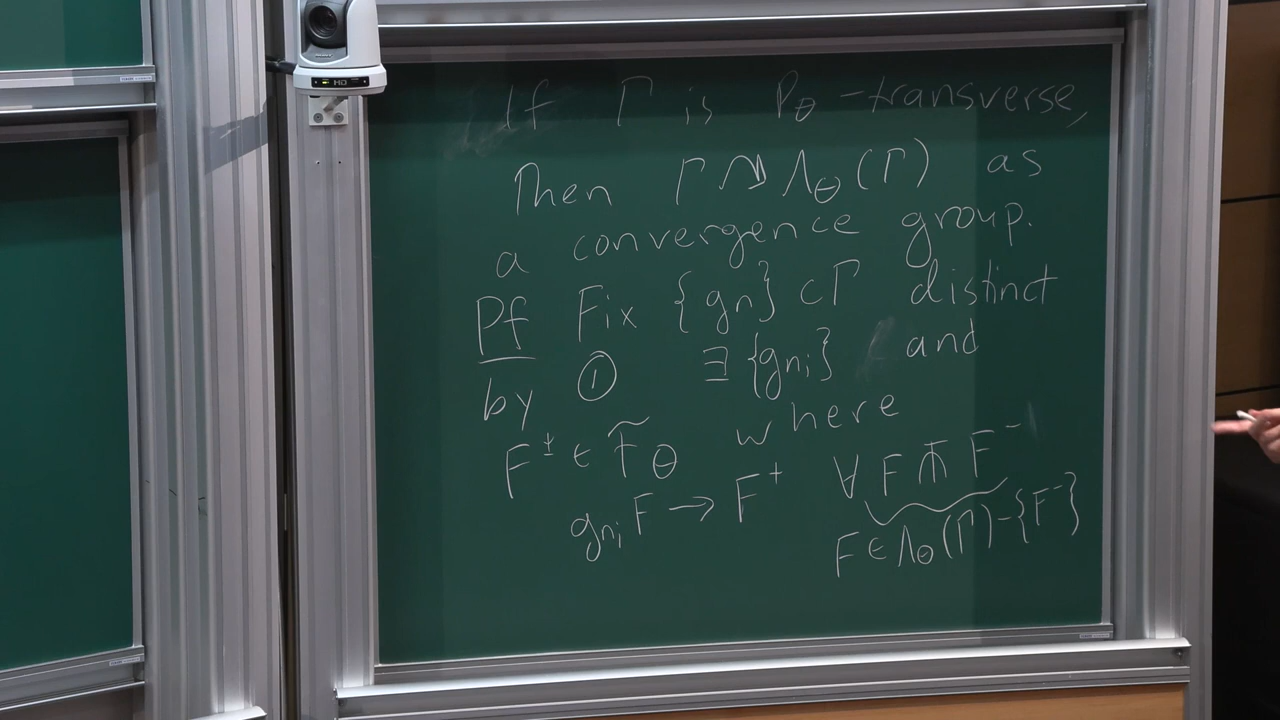 If Γ is P_θ-transverse,
Then Γ ↷ Λ_θ(Γ) as
a convergence group.
Pf Fix {g_n} ⊂ Γ distinct
by ① ∃ {g_{n_i}} and
F^± ∈ F̃_θ where
g_{n_i} F → F^+ ∀ F ⋔ F^-
F ∈ Λ_θ(Γ) - {F^-}
HD